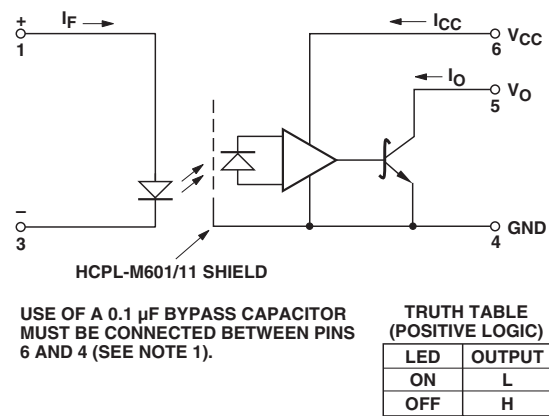 +
1
I_F
I_CC
6
V_CC
I_O
V_O
5
–
3
GND
4
HCPL-M601/11 SHIELD
USE OF A 0.1 µF BYPASS CAPACITOR
MUST BE CONNECTED BETWEEN PINS
6 AND 4 (SEE NOTE 1).
TRUTH TABLE
(POSITIVE LOGIC)
LED OUTPUT
ON L
OFF H